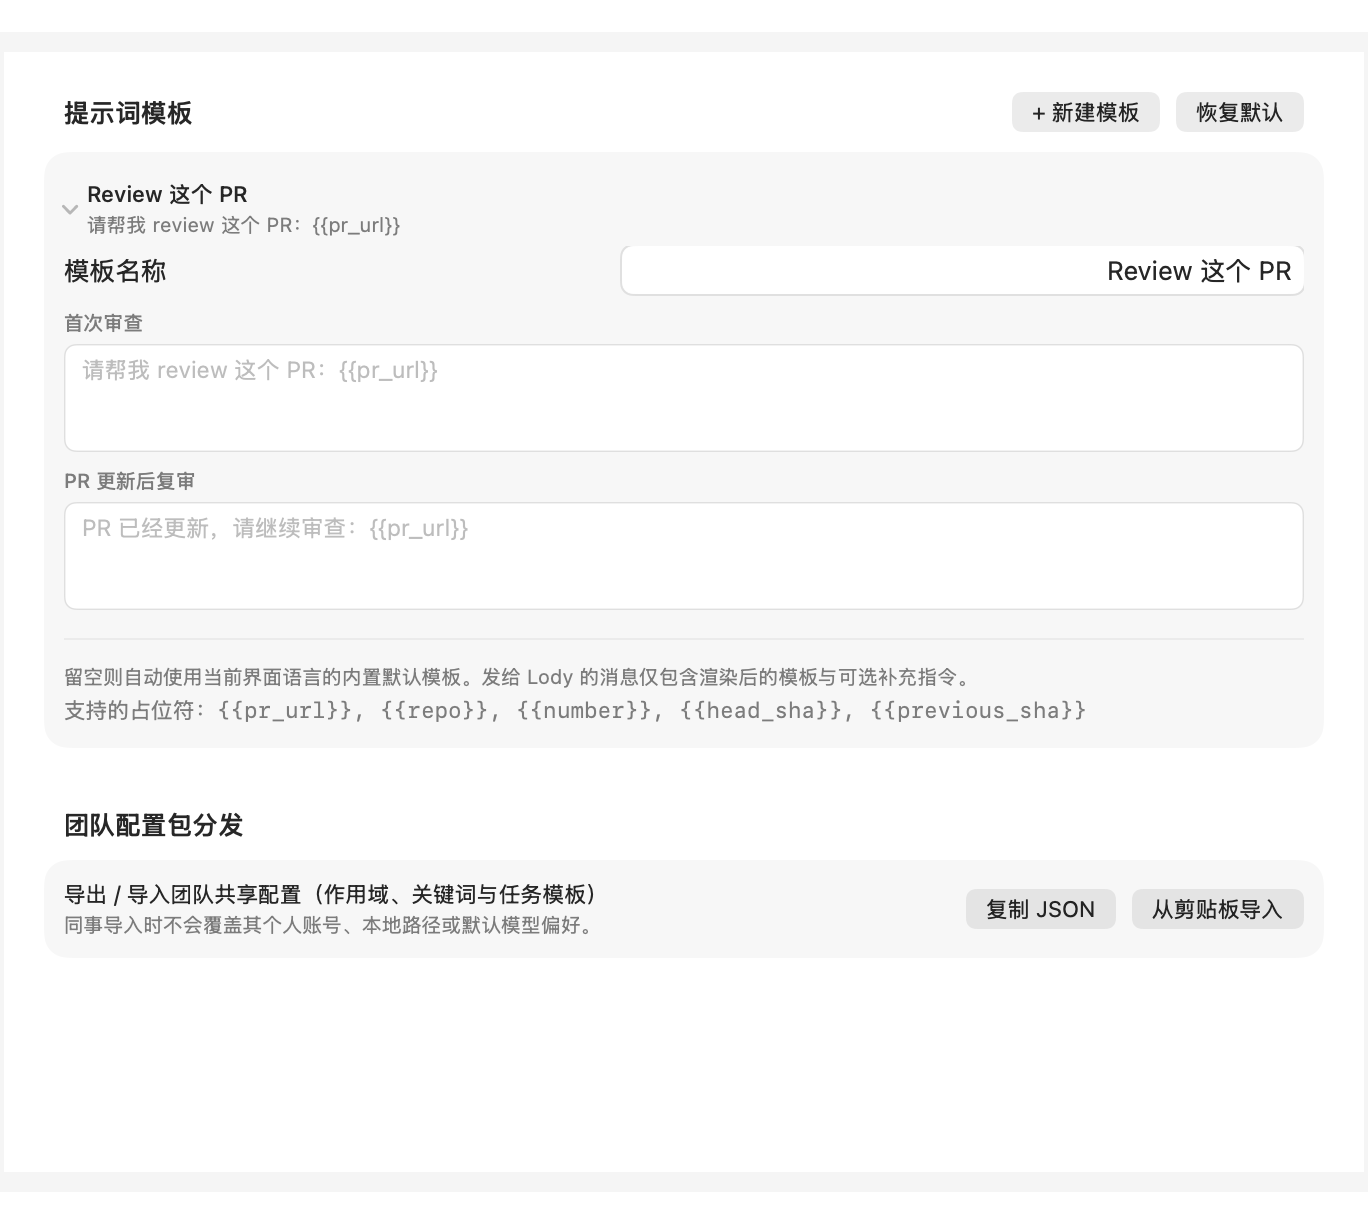 提示词模板
+ 新建模板
恢复默认
Review 这个 PR
请帮我 review 这个 PR：{{pr_url}}
模板名称
Review 这个 PR
首次审查
请帮我 review 这个 PR：{{pr_url}}
PR 更新后复审
PR 已经更新，请继续审查：{{pr_url}}
留空则自动使用当前界面语言的内置默认模板。发给 Lody 的消息仅包含渲染后的模板与可选补充指令。
支持的占位符：{{pr_url}}, {{repo}}, {{number}}, {{head_sha}}, {{previous_sha}}
团队配置包分发
导出 / 导入团队共享配置（作用域、关键词与任务模板）
同事导入时不会覆盖其个人账号、本地路径或默认模型偏好。
复制 JSON
从剪贴板导入